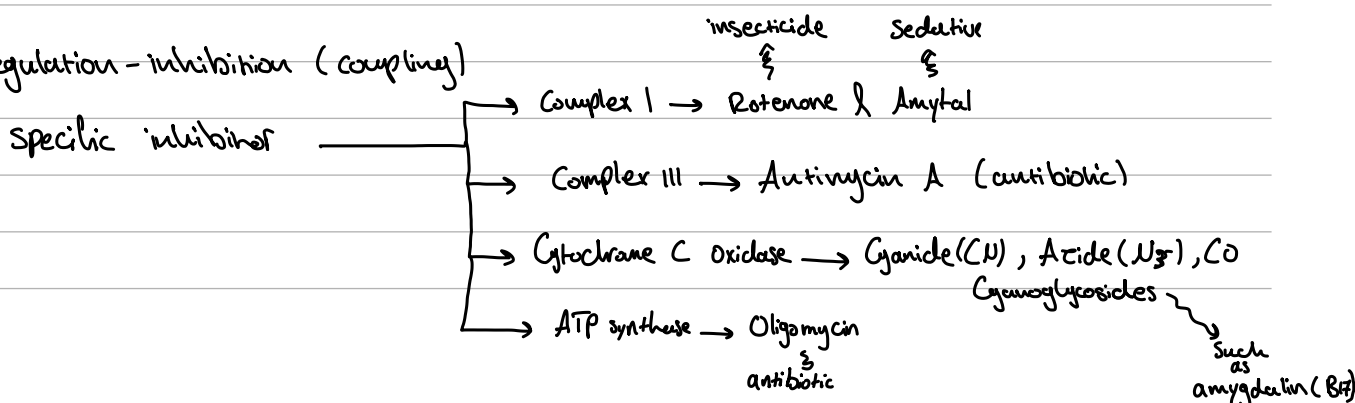 insecticide Sedative
egulation - inhibition (coupling)
Complex I → Rotenone & Amytal
Specific inhibitor
Complex III → Antimycin A (antibiotic)
Cytochrome C oxidase → Cyanide (CN), Azide (N3-), CO
Cyanoglycosides
ATP synthase → Oligomycin
such
as
antibiotic
amygdalin (B17)